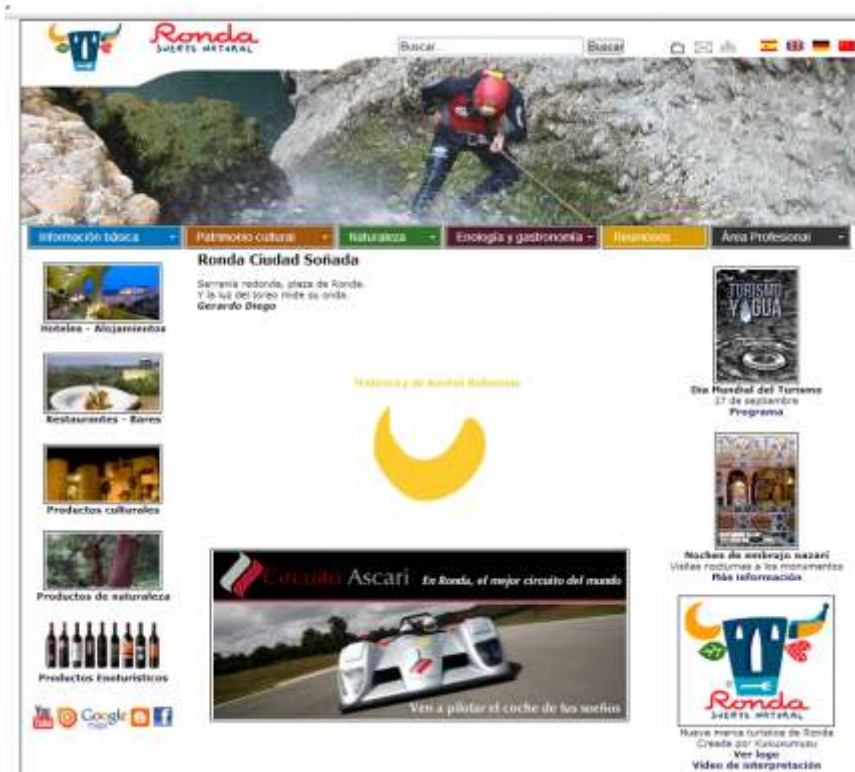 Ronda
SUERTE NATURAL
Buscar...
Buscar
Información básica
Patrimonio cultural
Naturaleza
Enología y gastronomía
Reuniones
Área Profesional
Ronda Ciudad Soñada
Serranía redonda, plaza de Ronda.
Y la luz del toreo mide su onda.
Gerardo Diego
Hoteles - Alojamientos
Restaurantes - Bares
Productos culturales
Productos de naturaleza
Productos Enoturísticos
You
Google
maps
Circuito Ascari
En Ronda, el mejor circuito del mundo
Ven a pilotar el coche de tus sueños
TURISMO
Y AGUA
Día Mundial del Turismo
27 de septiembre
Programa
Noches de embrujo nazarí
Visitas nocturnas a los monumentos
Más información
Ronda
SUERTE NATURAL
Nueva marca turística de Ronda
Creada por Kukuxumusu
Ver logo
Vídeo de interpretación